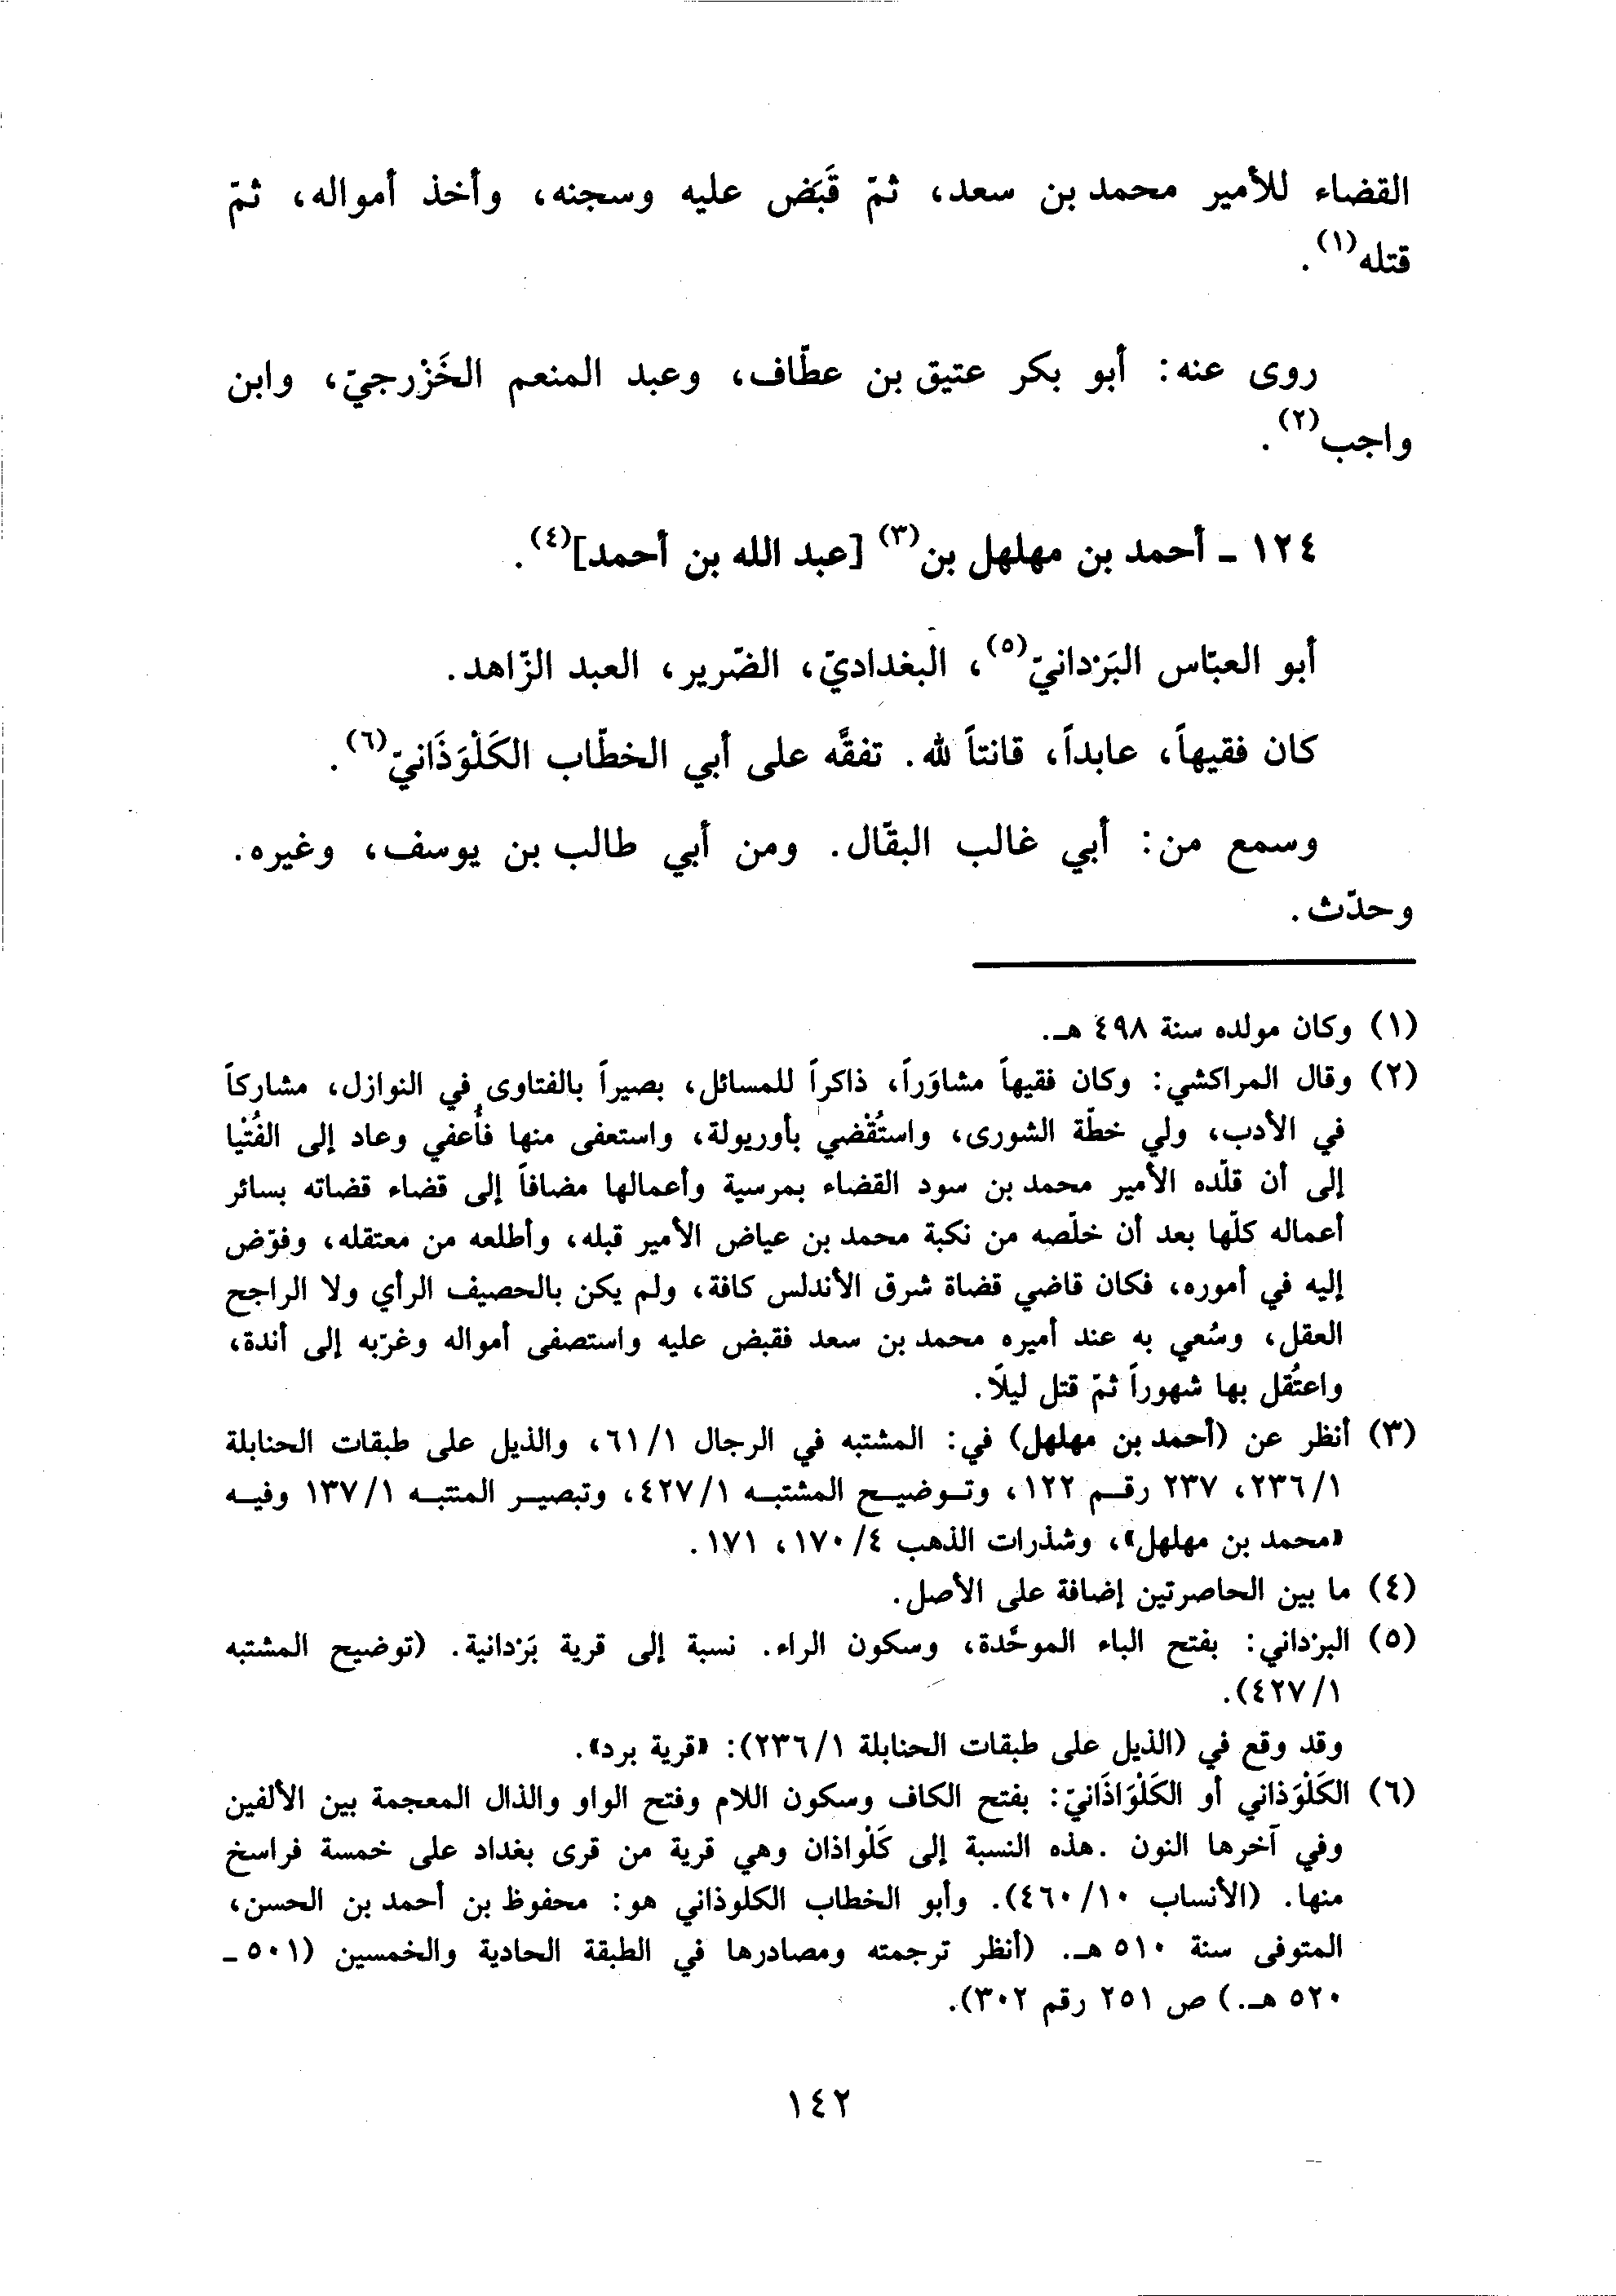 القضاء للأمير محمد بن سعد، ثمّ قَبَض عليه وسجنه، وأخذ أمواله، ثمّ
قتله(١).
روى عنه: أبو بكر عتيق بن عطّاف، وعبد المنعم الخَزْرجيّ، وابن
واجب(٢).
١٢٤ ـ أحمد بن مهلهل بن(٣) [عبد الله بن أحمد](٤).
أبو العبّاس البَرْدانيّ(٥)، البغداديّ، الضّرير، العبد الزّاهد.
كان فقيهاً، عابداً، قانتاً لله. تفقَّه على أبي الخطّاب الكَلْوَذَانيّ(٦).
وسمع من: أبي غالب البقّال. ومن أبي طالب بن يوسف، وغيره.
وحدّث.
(١) وكان مولده سنة ٤٩٨ هـ.
(٢) وقال المراكشي: وكان فقيهاً مشاوَراً، ذاكراً للمسائل، بصيراً بالفتاوى في النوازل، مشاركاً
في الأدب، ولي خطّة الشورى، واستُقْضي بأوريولة، واستعفى منها فأُعفي وعاد إلى الفُتْيا
إلى أن قلّده الأمير محمد بن سود القضاء بمرسية وأعمالها مضافاً إلى قضاء قضاته بسائر
أعماله كلّها بعد أن خلّصه من نكبة محمد بن عياض الأمير قبله، وأطلعه من معتقله، وفوّض
إليه في أموره، فكان قاضي قضاة شرق الأندلس كافة، ولم يكن بالحصيف الرأي ولا الراجح
العقل، وسُعي به عند أميره محمد بن سعد فقبض عليه واستصفى أمواله وغرّبه إلى أندة،
واعتُقل بها شهوراً ثمّ قتل ليلًا.
(٣) أنظر عن (أحمد بن مهلهل) في: المشتبه في الرجال ٦١/١، والذيل على طبقات الحنابلة
٢٣٦/١، ٢٣٧ رقم ١٢٢، وتوضيح المشتبه ٤٢٧/١، وتبصير المنتبه ١٣٧/١ وفيه
«محمد بن مهلهل»، وشذرات الذهب ١٧٠/٤، ١٧١.
(٤) ما بين الحاصرتين إضافة على الأصل.
(٥) البرْداني: بفتح الباء الموحَّدة، وسكون الراء. نسبة إلى قرية بَرْدانية. (توضيح المشتبه
٤٢٧/١).
وقد وقع في (الذيل على طبقات الحنابلة ٢٣٦/١): «قرية برد».
(٦) الكَلْوَذاني أو الكَلْوَاذَانيّ: بفتح الكاف وسكون اللام وفتح الواو والذال المعجمة بين الألفين
وفي آخرها النون .هذه النسبة إلى كَلْواذان وهي قرية من قرى بغداد على خمسة فراسخ
منها. (الأنساب ٤٦٠/١٠). وأبو الخطاب الكلوذاني هو: محفوظ بن أحمد بن الحسن،
المتوفى سنة ٥١٠ هـ. (أنظر ترجمته ومصادرها في الطبقة الحادية والخمسين (٥٠١ ـ
٥٢٠ هـ.) ص ٢٥١ رقم ٣٠٢).
١٤٢